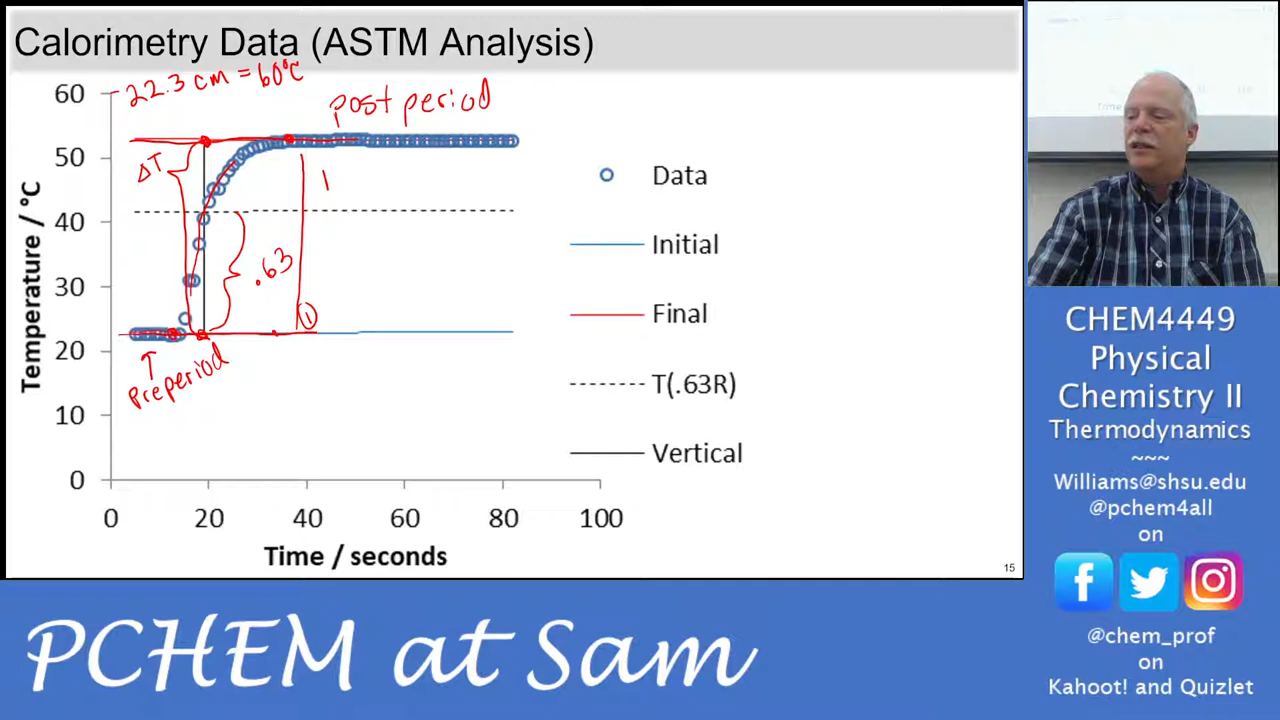 Calorimetry Data (ASTM Analysis)
22.3 cm = 60°C
post period
60
50
40
30
20
10
0
Temperature / °C
ΔT
1
.63
1
Preperiod
0
20
40
60
80
100
Time / seconds
Data
Initial
Final
T(.63R)
Vertical
15
CHEM4449
Physical
Chemistry II
Thermodynamics
~~~
Williams@shsu.edu
@pchem4all
on
@chem_prof
on
Kahoot! and Quizlet
PCHEM at Sam